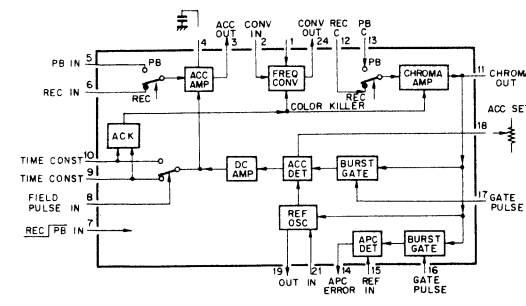 ACC OUT
CONV IN
CONV OUT
REC C
PB C
4
3
2
1
24
12
13
PB IN 5
REC IN 6
PB
REC
ACC AMP
FREQ CONV
PB
REC
CHROMA AMP
11 CHROM
OUT
COLOR KILLER
ACK
18
ACC SE
TIME CONST 10
TIME CONST 9
FIELD PULSE IN 8
REC PB IN 7
DC AMP
ACC DET
BURST GATE
17 GATE PULSE
REF OSC
APC DET
BURST GATE
19 OUT
21 IN
14 APC ERROR
15 REF IN
16 GATE PULSE